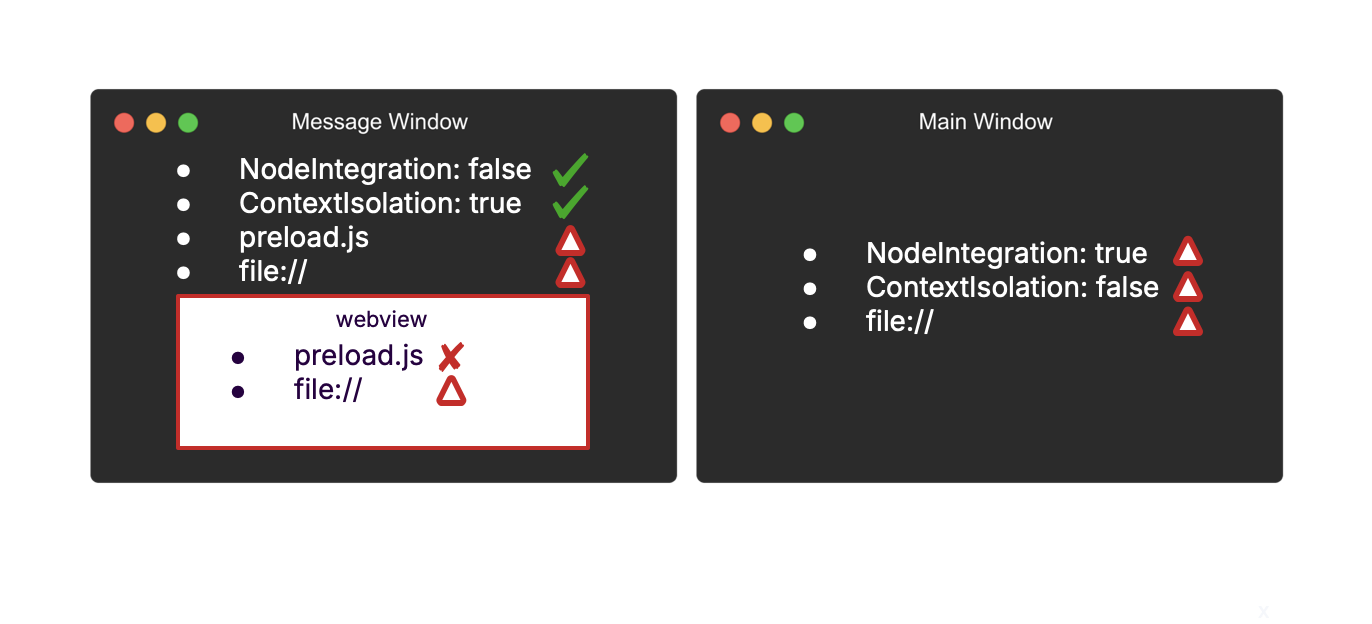 Message Window
NodeIntegration: false
ContextIsolation: true
preload.js
file://
webview
preload.js
file://
Main Window
NodeIntegration: true
ContextIsolation: false
file://
x